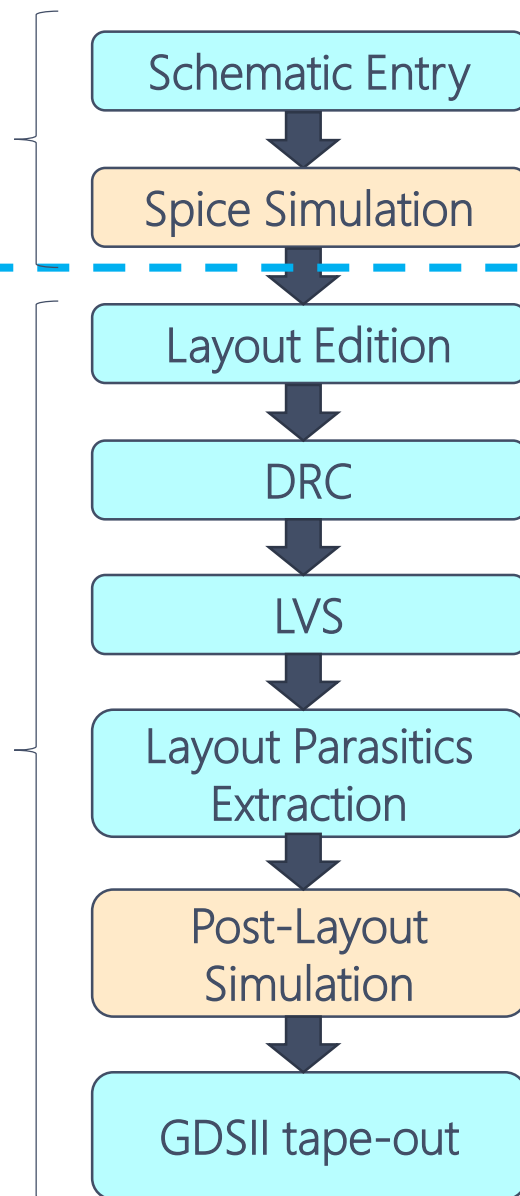 Schematic Entry
Spice Simulation
Layout Edition
DRC
LVS
Layout Parasitics
Extraction
Post-Layout
Simulation
GDSII tape-out